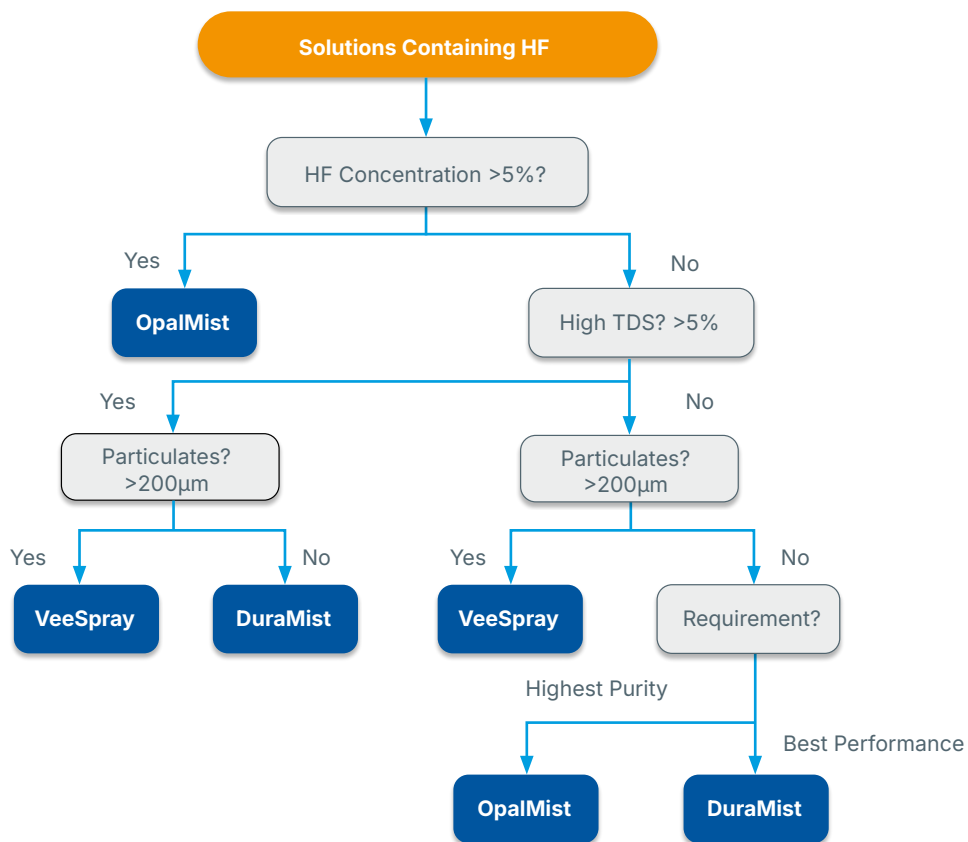 Solutions Containing HF
HF Concentration >5%?
Yes
No
OpalMist
High TDS? >5%
Yes
No
Particulates?
>200µm
Particulates?
>200µm
Yes
No
Yes
No
VeeSpray
DuraMist
VeeSpray
Requirement?
Highest Purity
Best Performance
OpalMist
DuraMist